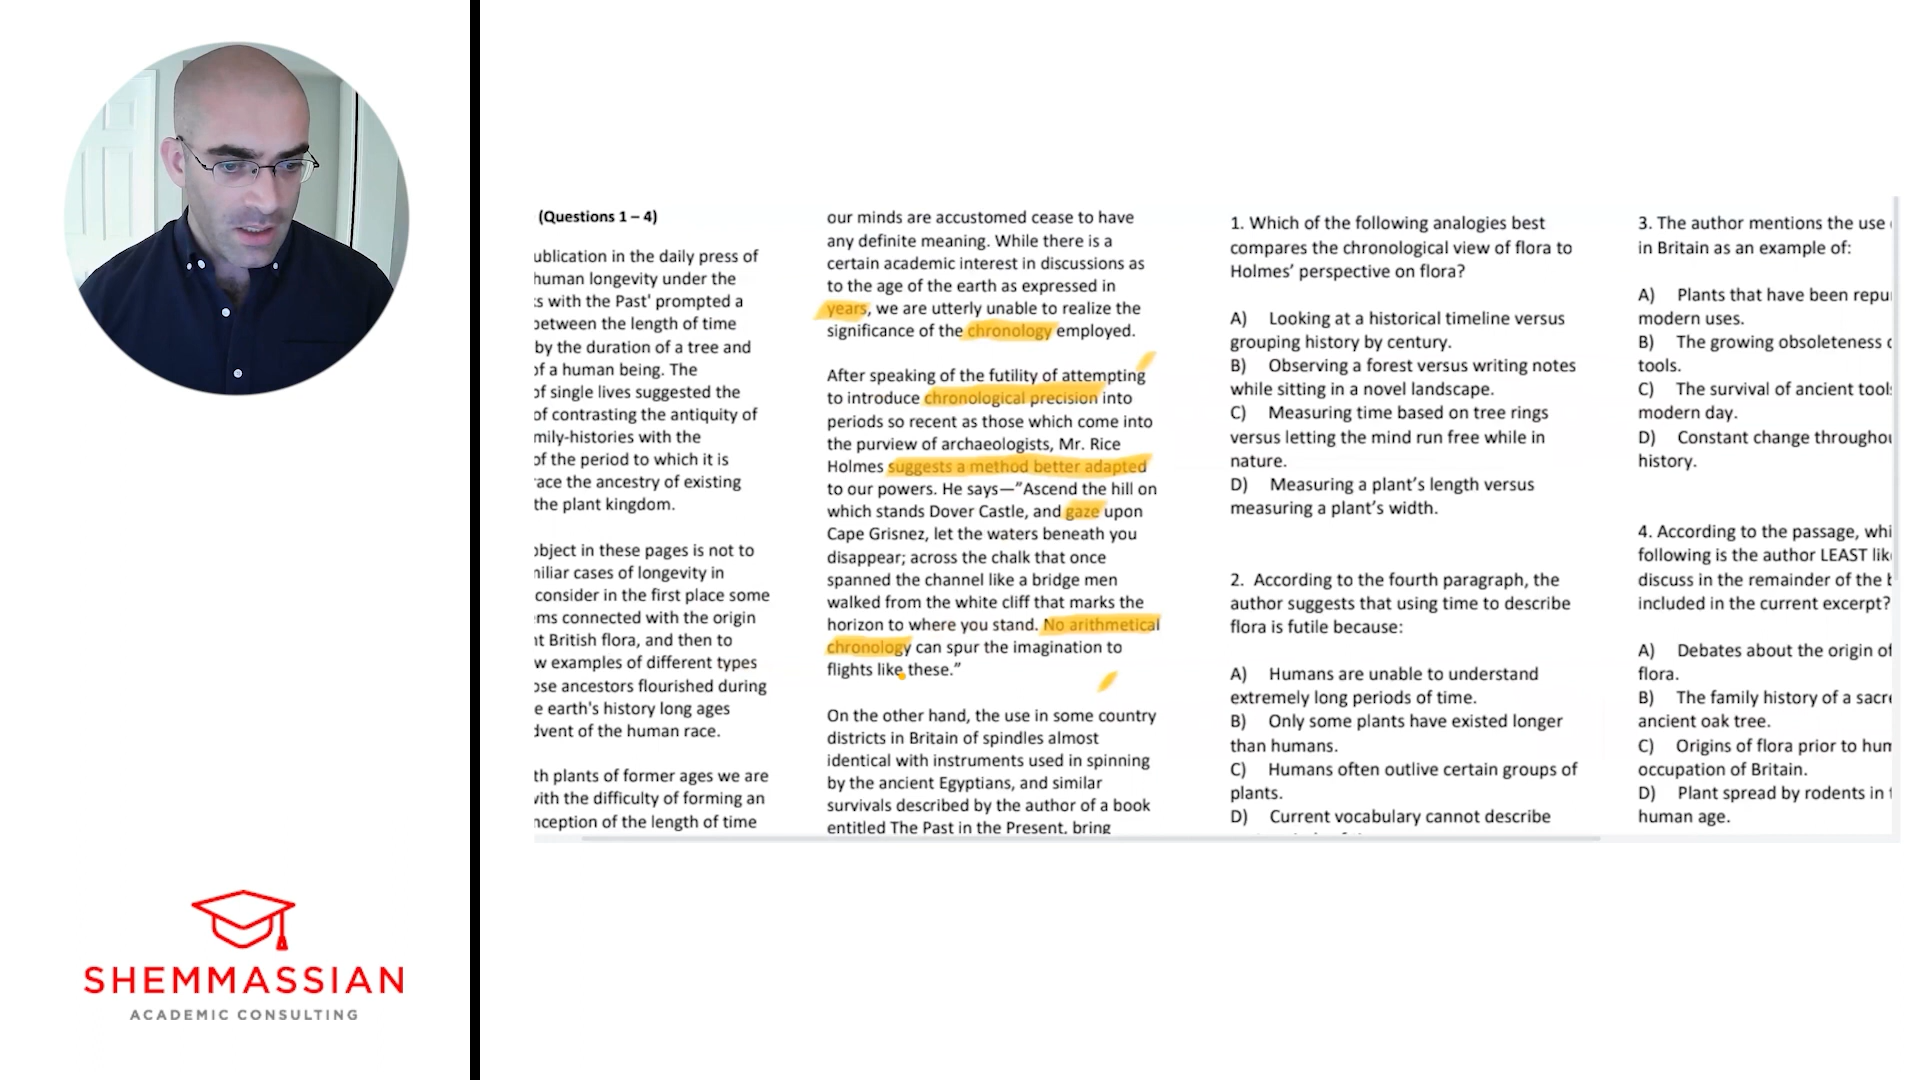 (Questions 1 – 4)
ublication in the daily press of
human longevity under the
s with the Past' prompted a
between the length of time
by the duration of a tree and
of a human being. The
of single lives suggested the
of contrasting the antiquity of
mily-histories with the
of the period to which it is
ace the ancestry of existing
the plant kingdom.
object in these pages is not to
niliar cases of longevity in
consider in the first place some
ms connected with the origin
nt British flora, and then to
w examples of different types
ose ancestors flourished during
e earth's history long ages
dvent of the human race.
th plants of former ages we are
with the difficulty of forming an
nception of the length of time
our minds are accustomed cease to have
any definite meaning. While there is a
certain academic interest in discussions as
to the age of the earth as expressed in
years, we are utterly unable to realize the
significance of the chronology employed.
After speaking of the futility of attempting
to introduce chronological precision into
periods so recent as those which come into
the purview of archaeologists, Mr. Rice
Holmes suggests a method better adapted
to our powers. He says—"Ascend the hill on
which stands Dover Castle, and gaze upon
Cape Grisnez, let the waters beneath you
disappear; across the chalk that once
spanned the channel like a bridge men
walked from the white cliff that marks the
horizon to where you stand. No arithmetical
chronology can spur the imagination to
flights like these."
On the other hand, the use in some country
districts in Britain of spindles almost
identical with instruments used in spinning
by the ancient Egyptians, and similar
survivals described by the author of a book
entitled The Past in the Present, bring
1. Which of the following analogies best
compares the chronological view of flora to
Holmes' perspective on flora?
A) Looking at a historical timeline versus
grouping history by century.
B) Observing a forest versus writing notes
while sitting in a novel landscape.
C) Measuring time based on tree rings
versus letting the mind run free while in
nature.
D) Measuring a plant's length versus
measuring a plant's width.
2. According to the fourth paragraph, the
author suggests that using time to describe
flora is futile because:
A) Humans are unable to understand
extremely long periods of time.
B) Only some plants have existed longer
than humans.
C) Humans often outlive certain groups of
plants.
D) Current vocabulary cannot describe
3. The author mentions the use
in Britain as an example of:
A) Plants that have been repu
modern uses.
B) The growing obsoleteness
tools.
C) The survival of ancient tool
modern day.
D) Constant change througho
history.
4. According to the passage, whi
following is the author LEAST lik
discuss in the remainder of the b
included in the current excerpt?
A) Debates about the origin of
flora.
B) The family history of a sacr
ancient oak tree.
C) Origins of flora prior to hum
occupation of Britain.
D) Plant spread by rodents in
human age.
SHEMMASSIAN
ACADEMIC CONSULTING